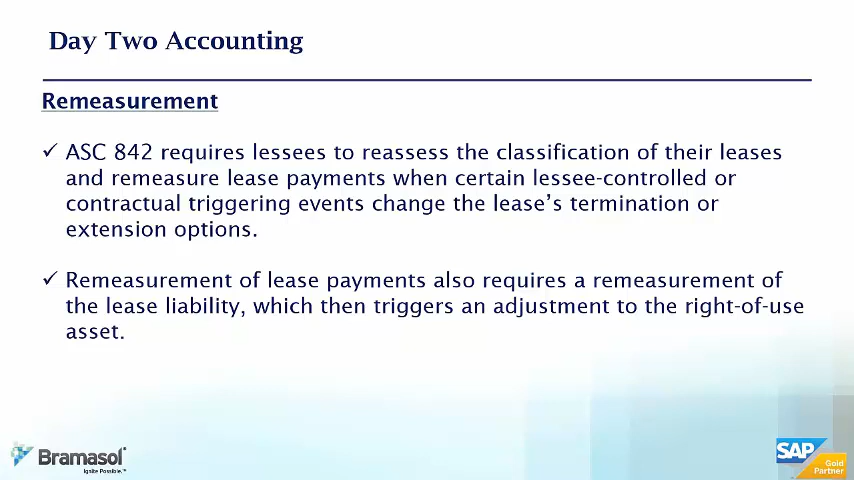 Day Two Accounting
Remeasurement
✓ ASC 842 requires lessees to reassess the classification of their leases
and remeasure lease payments when certain lessee-controlled or
contractual triggering events change the lease's termination or
extension options.
✓ Remeasurement of lease payments also requires a remeasurement of
the lease liability, which then triggers an adjustment to the right-of-use
asset.
Bramasol
Ignite Possible.™
SAP
Gold
Partner